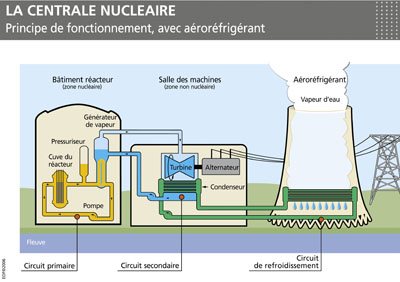 LA CENTRALE NUCLEAIRE
Principe de fonctionnement, avec aéroréfrigérant
Bâtiment réacteur
(zone nucléaire)
Salle des machines
(zone non nucléaire)
Aéroréfrigérant
Vapeur d'eau
Générateur
de vapeur
Pressuriseur
Cuve du
réacteur
Pompe
Turbine
Alternateur
Condenseur
Fleuve
Circuit primaire
Circuit secondaire
Circuit
de refroidissement